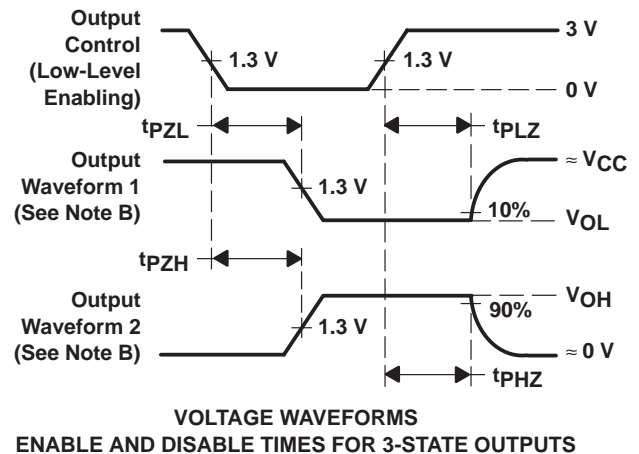 Output
Control
(Low-Level
Enabling)
1.3 V
1.3 V
3 V
0 V
tPZL
tPLZ
Output
Waveform 1
(See Note B)
1.3 V
10%
≈ VCC
VOL
tPZH
Output
Waveform 2
(See Note B)
1.3 V
90%
VOH
≈ 0 V
tPHZ
VOLTAGE WAVEFORMS
ENABLE AND DISABLE TIMES FOR 3-STATE OUTPUTS